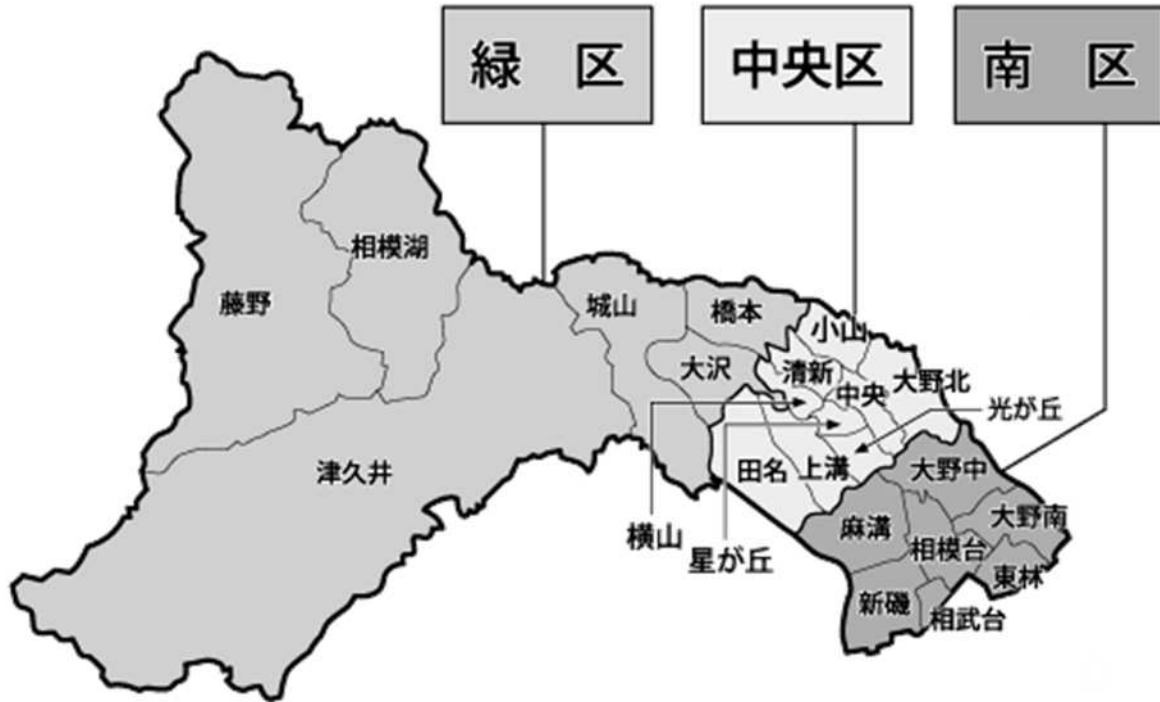 緑区
中央区
南区
相模湖
藤野
城山
橋本
小山
大沢
清新
中央
大野北
光が丘
津久井
田名
上溝
大野中
横山
星が丘
麻溝
大野南
相模台
東林
新磯
相武台